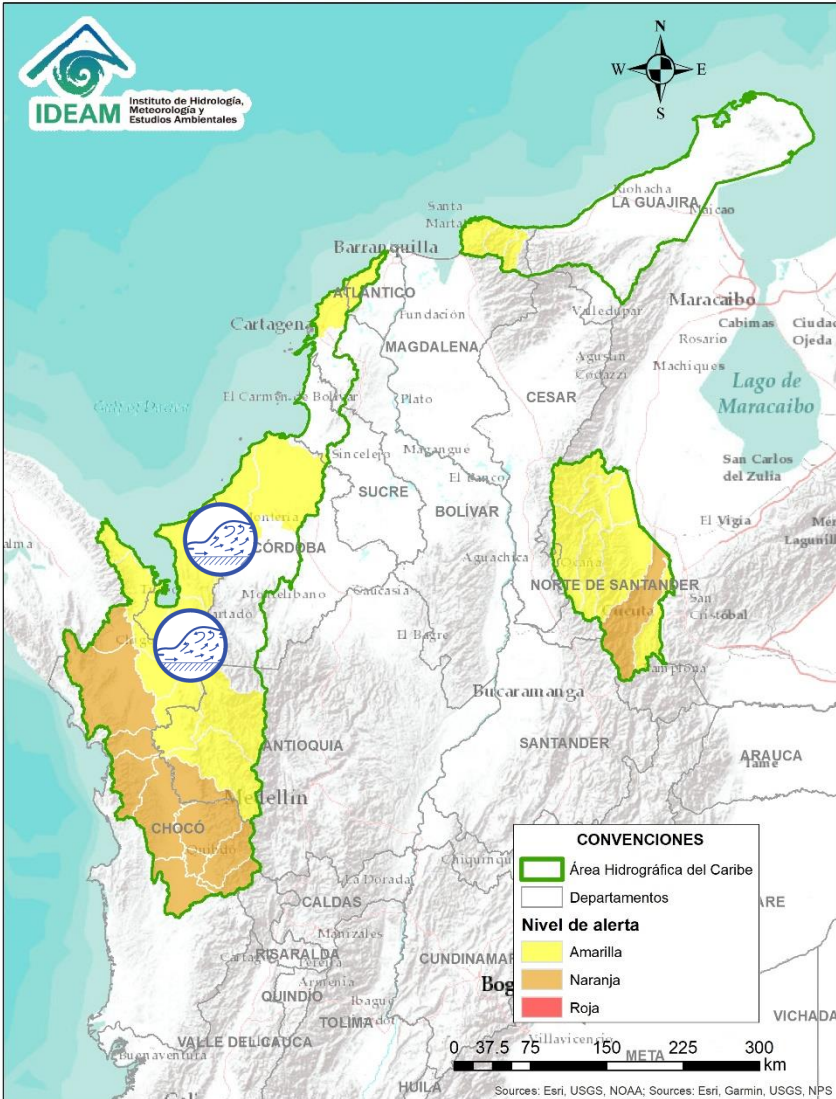 IDEAM
Instituto de Hidrología,
Meteorología y
Estudios Ambientales
N
W
E
S
Santa
Marta
Riohacha
LA GUAJIRA
Maicao
Barranquilla
ATLÁNTICO
Fundación
Maracaibo
Valledupar
Cabimas
Ciudad
Ojeda
Cartagena
MAGDALENA
Rosario
Machiques
Agustín
Codazzi
Lago de
Maracaibo
El Carmen de Bolívar
Plato
CESAR
Sincelejo
Magangue
San Carlos
del Zulia
El Banco
SUCRE
BOLÍVAR
El Vigía
Montería
CÓRDOBA
Aguachica
Ocaña
NORTE DE SANTANDER
San
Cristóbal
Montelibano
Caucasia
Cúcuta
El Bagre
Pamplona
Bucaramanga
ANTIOQUIA
SANTANDER
ARAUCA
Tame
Medellín
CHOCÓ
Quibdó
La Dorada
CALDAS
Manizales
RISARALDA
Pereira
Armenia
QUINDÍO
Ibagué
TOLIMA
VALLE DEL CAUCA
Buenaventura
HUILA
Villavicencio
META
VICHADA
CONVENCIONES
Área Hidrográfica del Caribe
Departamentos
Nivel de alerta
Amarilla
Naranja
Roja
0 37.5 75 150 225 300
km
Sources: Esri, USGS, NOAA; Sources: Esri, Garmin, USGS, NPS